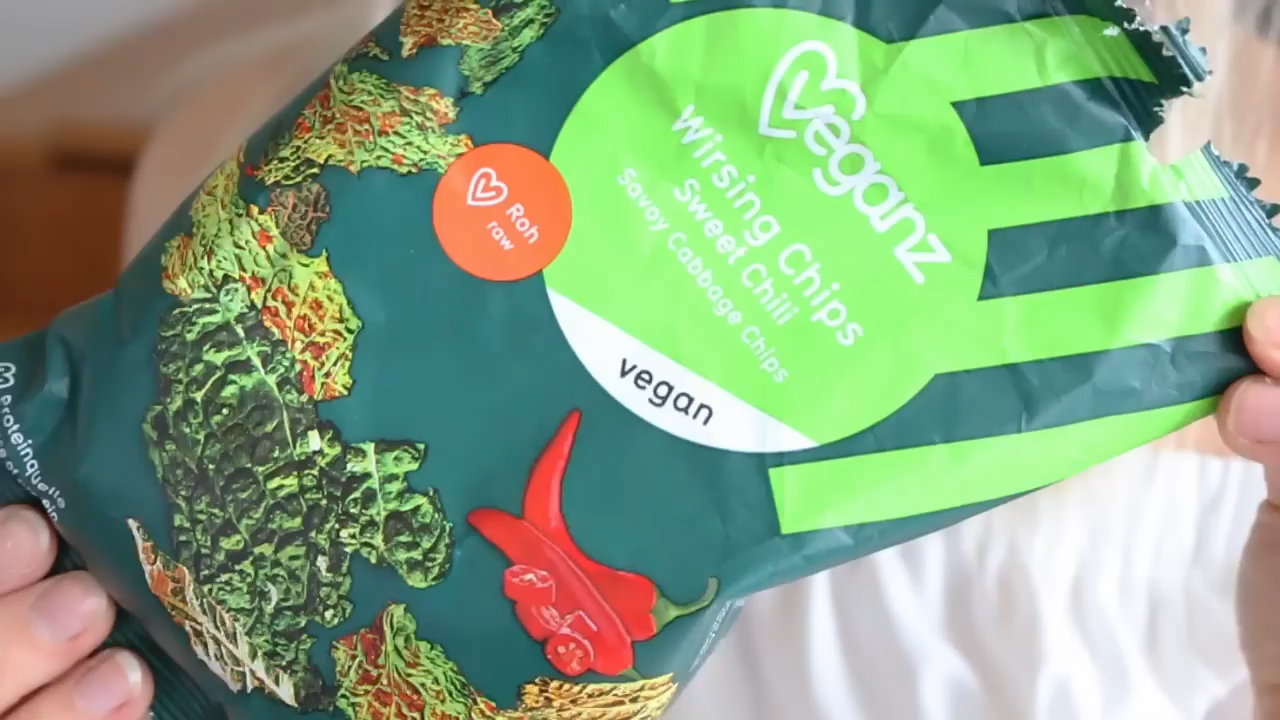 Veganz
Wirsing Chips
Sweet Chili
Savoy Cabbage Chips
vegan
Roh
raw
Proteinquelle